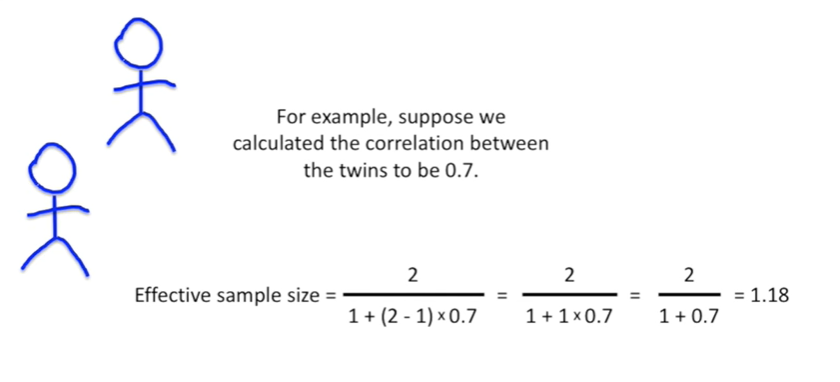 For example, suppose we
calculated the correlation between
the twins to be 0.7.
Effective sample size = 2 / 1 + (2 - 1) × 0.7 = 2 / 1 + 1 × 0.7 = 2 / 1 + 0.7 = 1.18